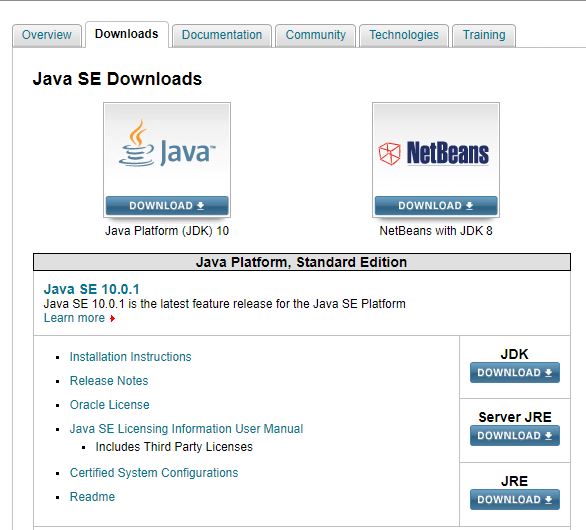 Overview Downloads Documentation Community Technologies Training
Java SE Downloads
Java™ NetBeans
DOWNLOAD DOWNLOAD
Java Platform (JDK) 10 NetBeans with JDK 8
Java Platform, Standard Edition
Java SE 10.0.1
Java SE 10.0.1 is the latest feature release for the Java SE Platform
Learn more
Installation Instructions
Release Notes
Oracle License
Java SE Licensing Information User Manual
Includes Third Party Licenses
Certified System Configurations
Readme
JDK
DOWNLOAD
Server JRE
DOWNLOAD
JRE
DOWNLOAD